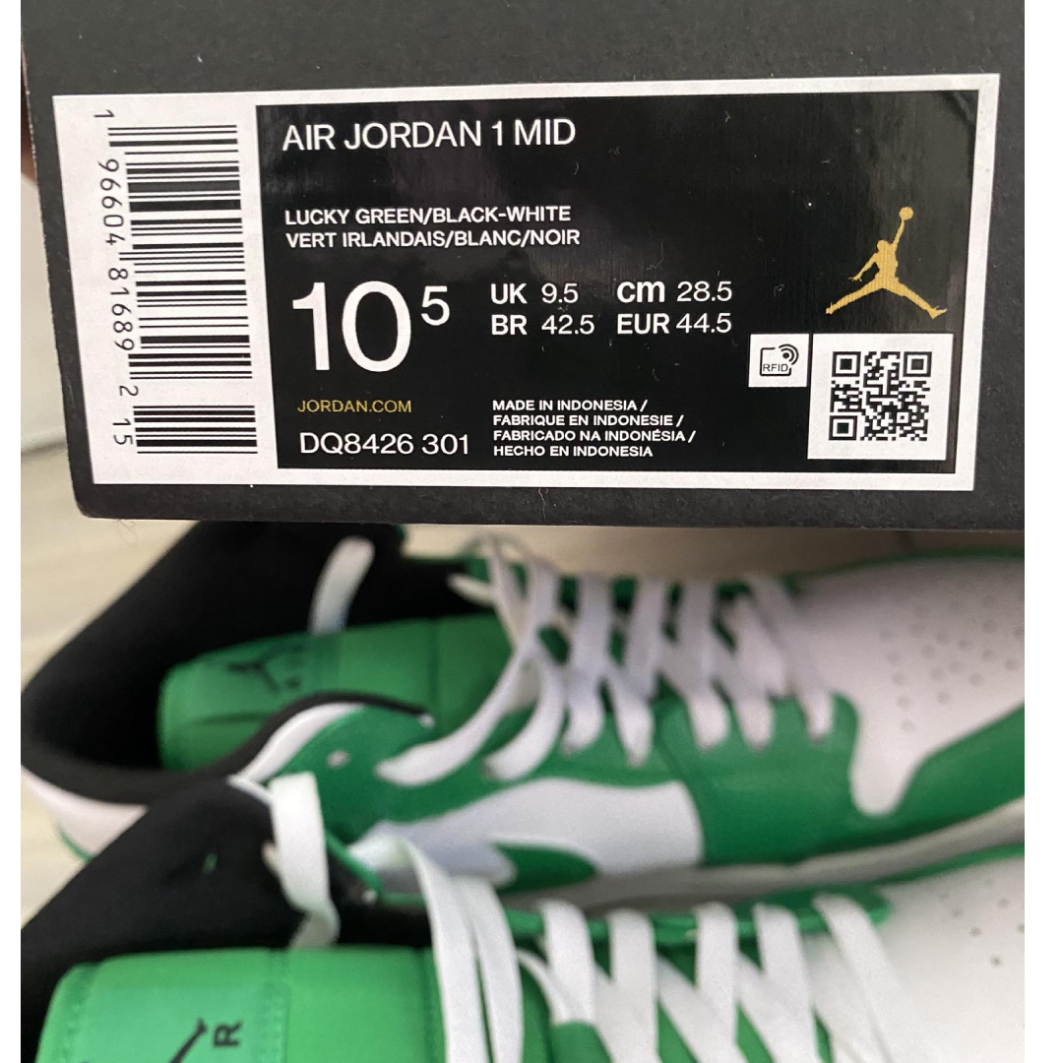 AIR JORDAN 1 MID
LUCKY GREEN/BLACK-WHITE
VERT IRLANDAIS/BLANC/NOIR
10 5
UK 9.5 cm 28.5
BR 42.5 EUR 44.5
RFID
JORDAN.COM
DQ8426 301
MADE IN INDONESIA /
FABRIQUE EN INDONESIE /
FABRICADO NA INDONÉSIA /
HECHO EN INDONESIA
1 96604 81689 2 15
R